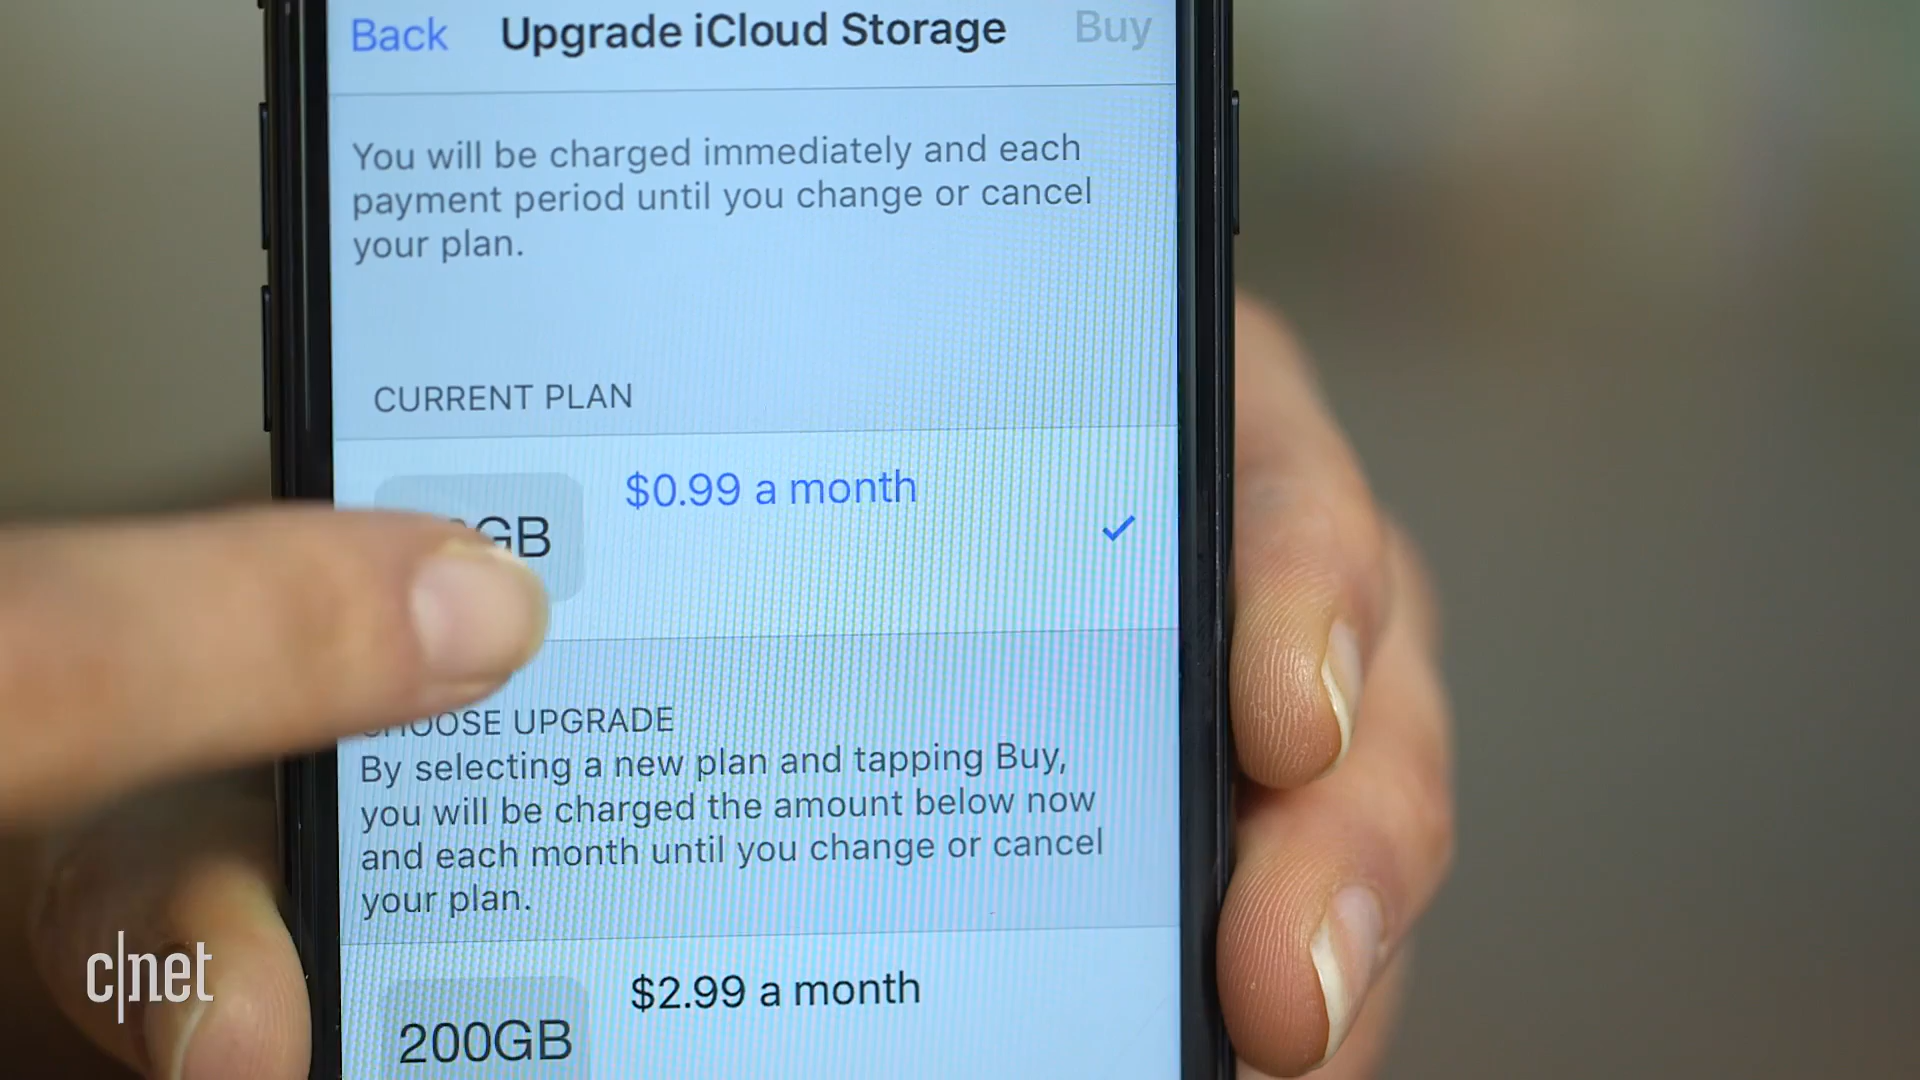 Back Upgrade iCloud Storage Buy
You will be charged immediately and each
payment period until you change or cancel
your plan.
CURRENT PLAN
$0.99 a month
GB
CHOOSE UPGRADE
By selecting a new plan and tapping Buy,
you will be charged the amount below now
and each month until you change or cancel
your plan.
$2.99 a month
200GB
c|net